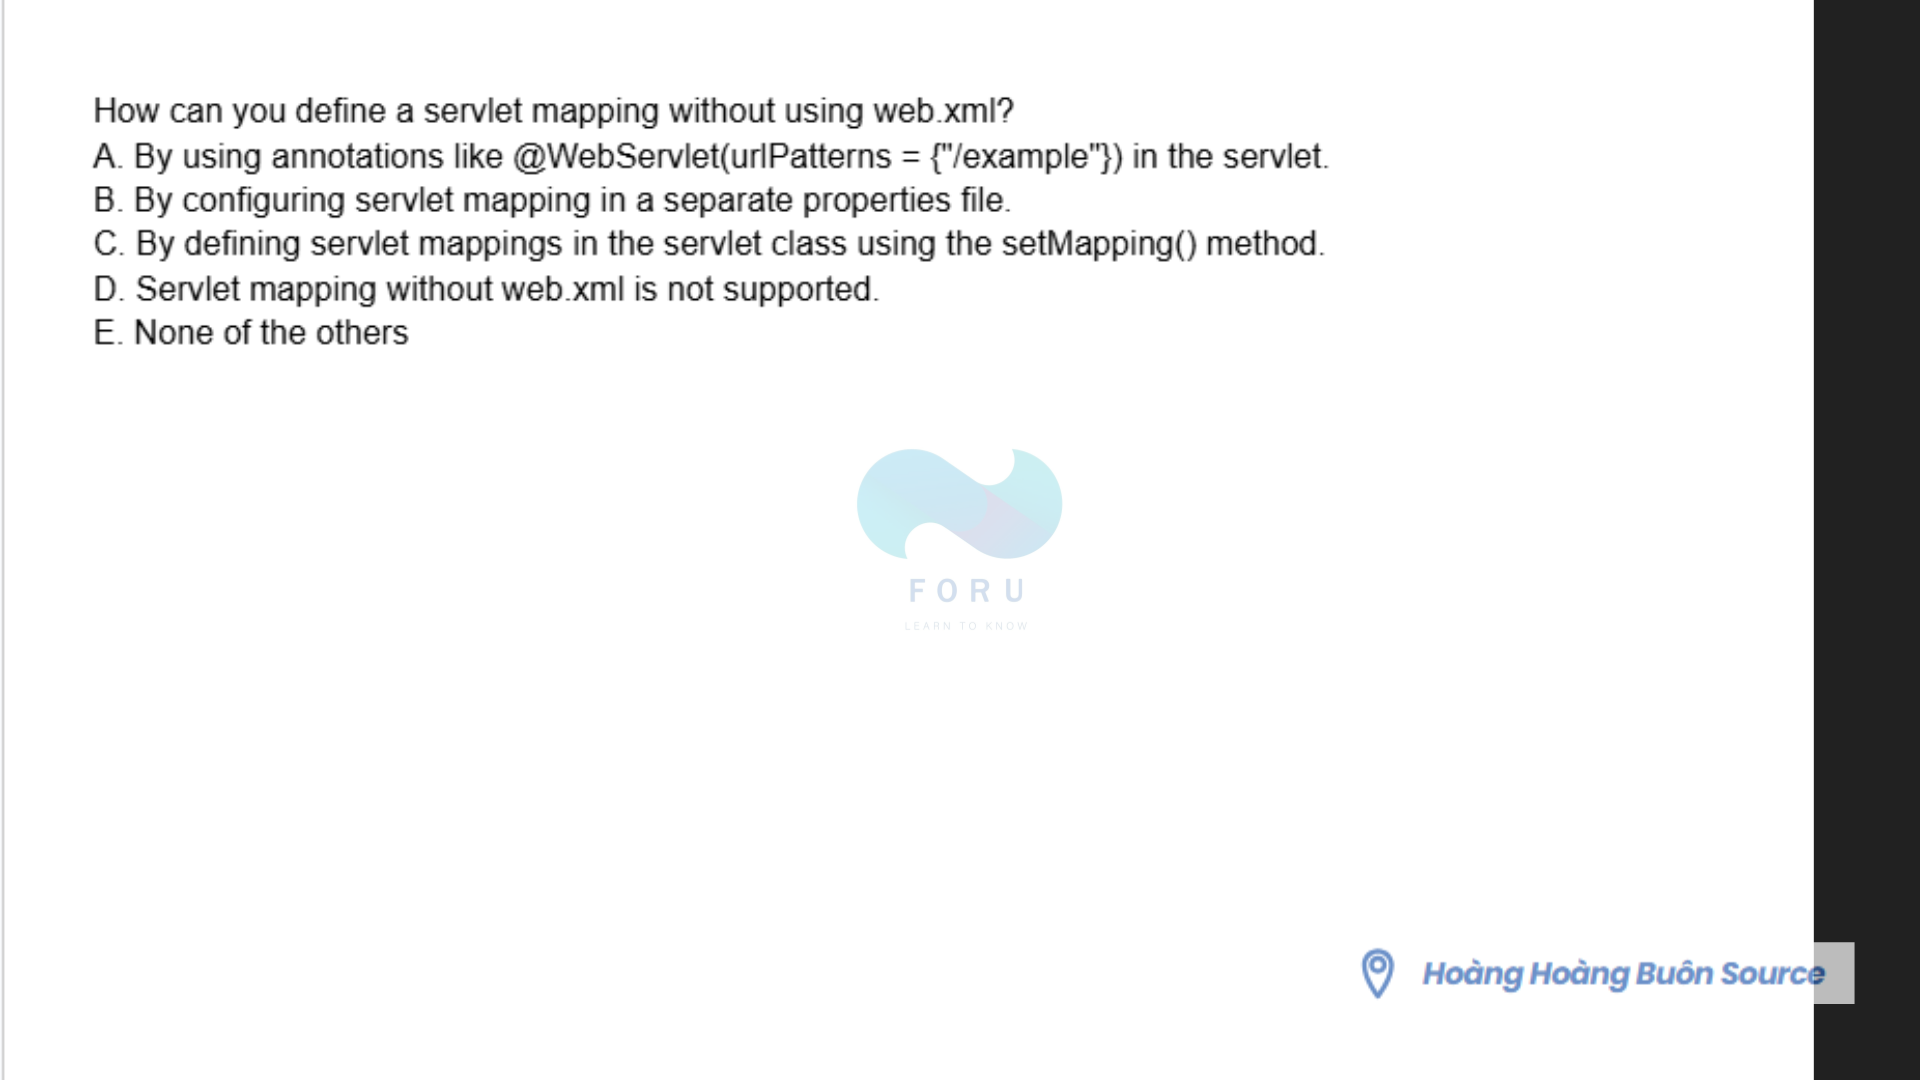 How can you define a servlet mapping without using web.xml?
A. By using annotations like @WebServlet(urlPatterns = {"/example"}) in the servlet.
B. By configuring servlet mapping in a separate properties file.
C. By defining servlet mappings in the servlet class using the setMapping() method.
D. Servlet mapping without web.xml is not supported.
E. None of the others
FORU
LEARN TO KNOW
Hoàng Hoàng Buôn Source